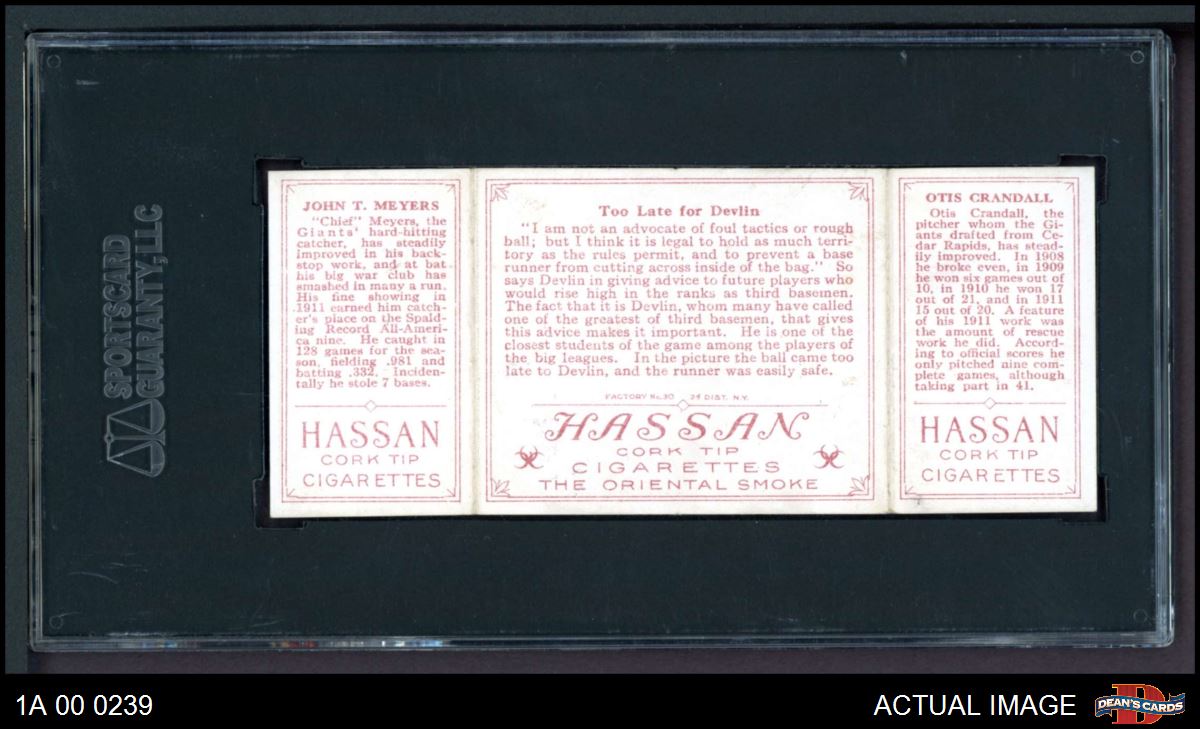 SPORTSCARD
GUARANTY, LLC
JOHN T. MEYERS
"Chief" Meyers, the
Giants' hard-hitting
catcher, has steadily
improved in his back-
stop work, and at bat
his big war club has
smashed in many a run.
His fine showing in
1911 earned him catch-
er's place on the Spald-
ing Record All-Ameri-
ca nine. He caught in
128 games for the sea-
son, fielding .981 and
batting .332. Inciden-
tally he stole 7 bases.
HASSAN
CORK TIP
CIGARETTES
Too Late for Devlin
"I am not an advocate of foul tactics or rough
ball; but I think it is legal to hold as much terri-
tory as the rules permit, and to prevent a base
runner from cutting across inside of the bag." So
says Devlin in giving advice to future players who
would rise high in the ranks as third basemen.
The fact that it is Devlin, whom many have called
one of the greatest of third basemen, that gives
this advice makes it important. He is one of the
closest students of the game among the players of
the big leagues. In the picture the ball came too
late to Devlin, and the runner was easily safe.
FACTORY No. 30 2d DIST. N.Y.
HASSAN
CORK TIP
CIGARETTES
THE ORIENTAL SMOKE
OTIS CRANDALL
Otis Crandall, the
pitcher whom the Gi-
ants drafted from Ce-
dar Rapids, has stead-
ily improved. In 1908
he broke even, in 1909
he won six games out of
10, in 1910 he won 17
out of 21, and in 1911
15 out of 20. A feature
of his 1911 work was
the amount of rescue
work he did. Accord-
ing to official scores he
only pitched nine com-
plete games, although
taking part in 41.
HASSAN
CORK TIP
CIGARETTES
1A 00 0239
ACTUAL IMAGE
DEAN'S CARDS